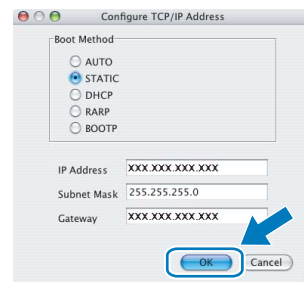 Configure TCP/IP Address
Boot Method
AUTO
STATIC
DHCP
RARP
BOOTP
IP Address XXX.XXX.XXX.XXX
Subnet Mask 255.255.255.0
Gateway XXX.XXX.XXX.XXX
OK Cancel